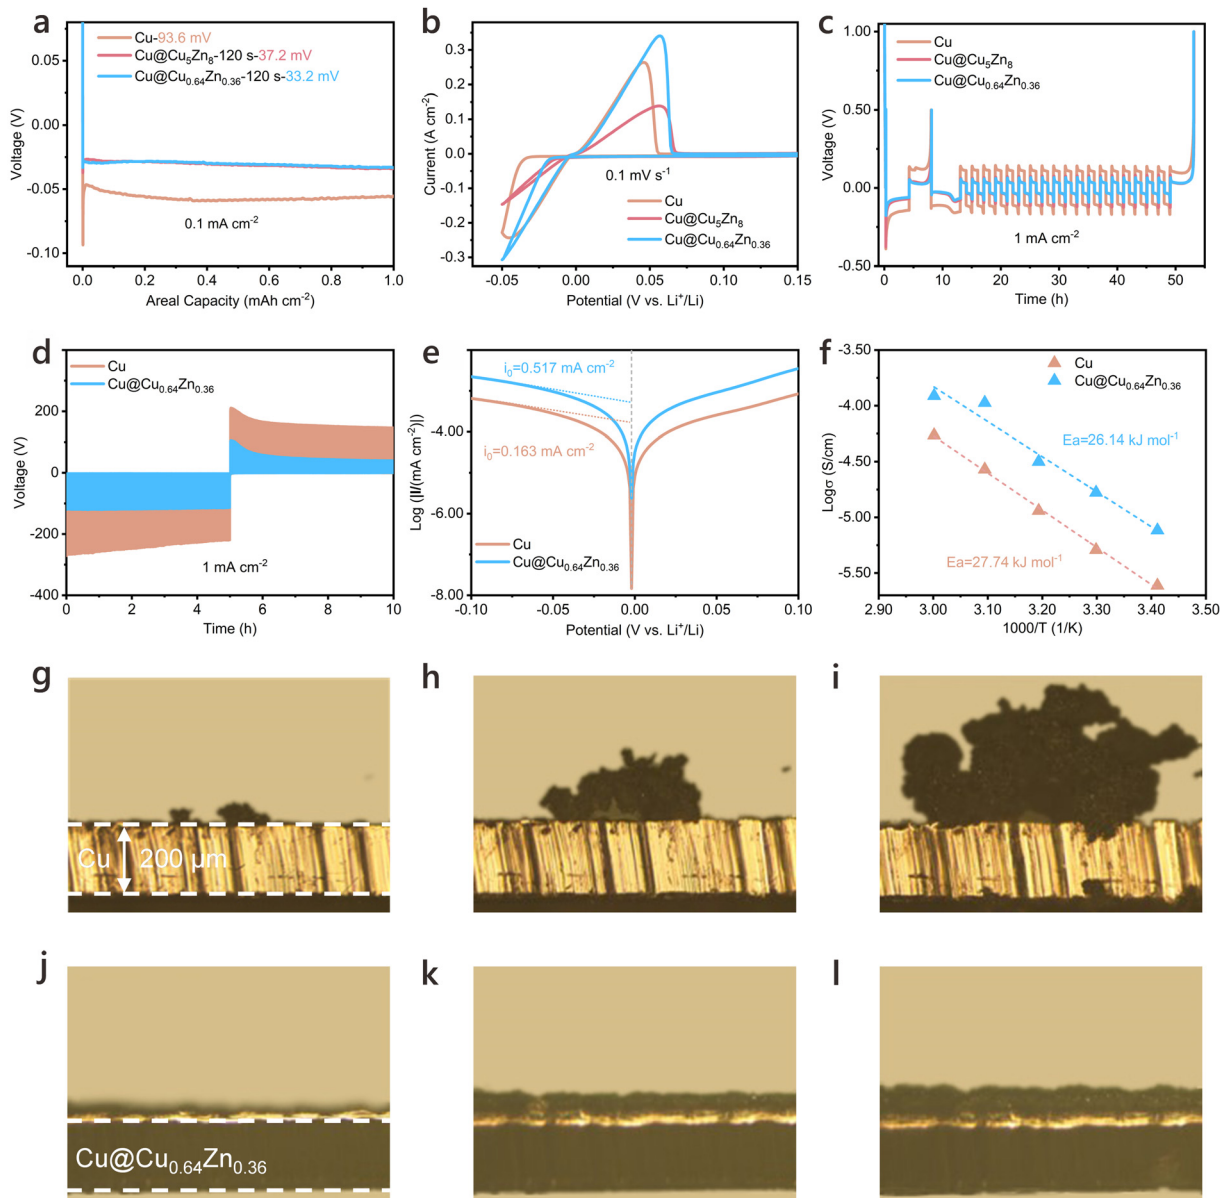 a
Cu-93.6 mV
Cu@Cu₅Zn₈-120 s-37.2 mV
Cu@Cu₀.₆₄Zn₀.₃₆-120 s-33.2 mV
0.05
0.00
-0.05
-0.10
Voltage (V)
0.1 mA cm⁻²
0.0 0.2 0.4 0.6 0.8 1.0
Areal Capacity (mAh cm⁻²)
b
0.3
0.2
0.1
0.0
-0.1
-0.2
-0.3
Current (A cm⁻²)
0.1 mV s⁻¹
Cu
Cu@Cu₅Zn₈
Cu@Cu₀.₆₄Zn₀.₃₆
-0.05 0.00 0.05 0.10 0.15
Potential (V vs. Li⁺/Li)
c
Cu
Cu@Cu₅Zn₈
Cu@Cu₀.₆₄Zn₀.₃₆
1.00
0.50
0.00
-0.50
Voltage (V)
1 mA cm⁻²
0 10 20 30 40 50
Time (h)
d
Cu
Cu@Cu₀.₆₄Zn₀.₃₆
400
200
0
-200
-400
Voltage (V)
1 mA cm⁻²
0 2 4 6 8 10
Time (h)
e
i₀=0.517 mA cm⁻²
i₀=0.163 mA cm⁻²
-2.00
-4.00
-6.00
-8.00
Log (|I/(mA cm⁻²)|)
Cu
Cu@Cu₀.₆₄Zn₀.₃₆
-0.10 -0.05 0.00 0.05 0.10
Potential (V vs. Li⁺/Li)
f
Cu
Cu@Cu₀.₆₄Zn₀.₃₆
-3.50
-4.00
-4.50
-5.00
-5.50
Logσ (S/cm)
Ea=26.14 kJ mol⁻¹
Ea=27.74 kJ mol⁻¹
2.90 3.00 3.10 3.20 3.30 3.40 3.50
1000/T (1/K)
g
Cu 200 μm
h
i
j
Cu@Cu₀.₆₄Zn₀.₃₆
k
l